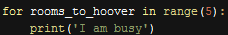 for rooms_to_hoover in range(5):
    print('I am busy')